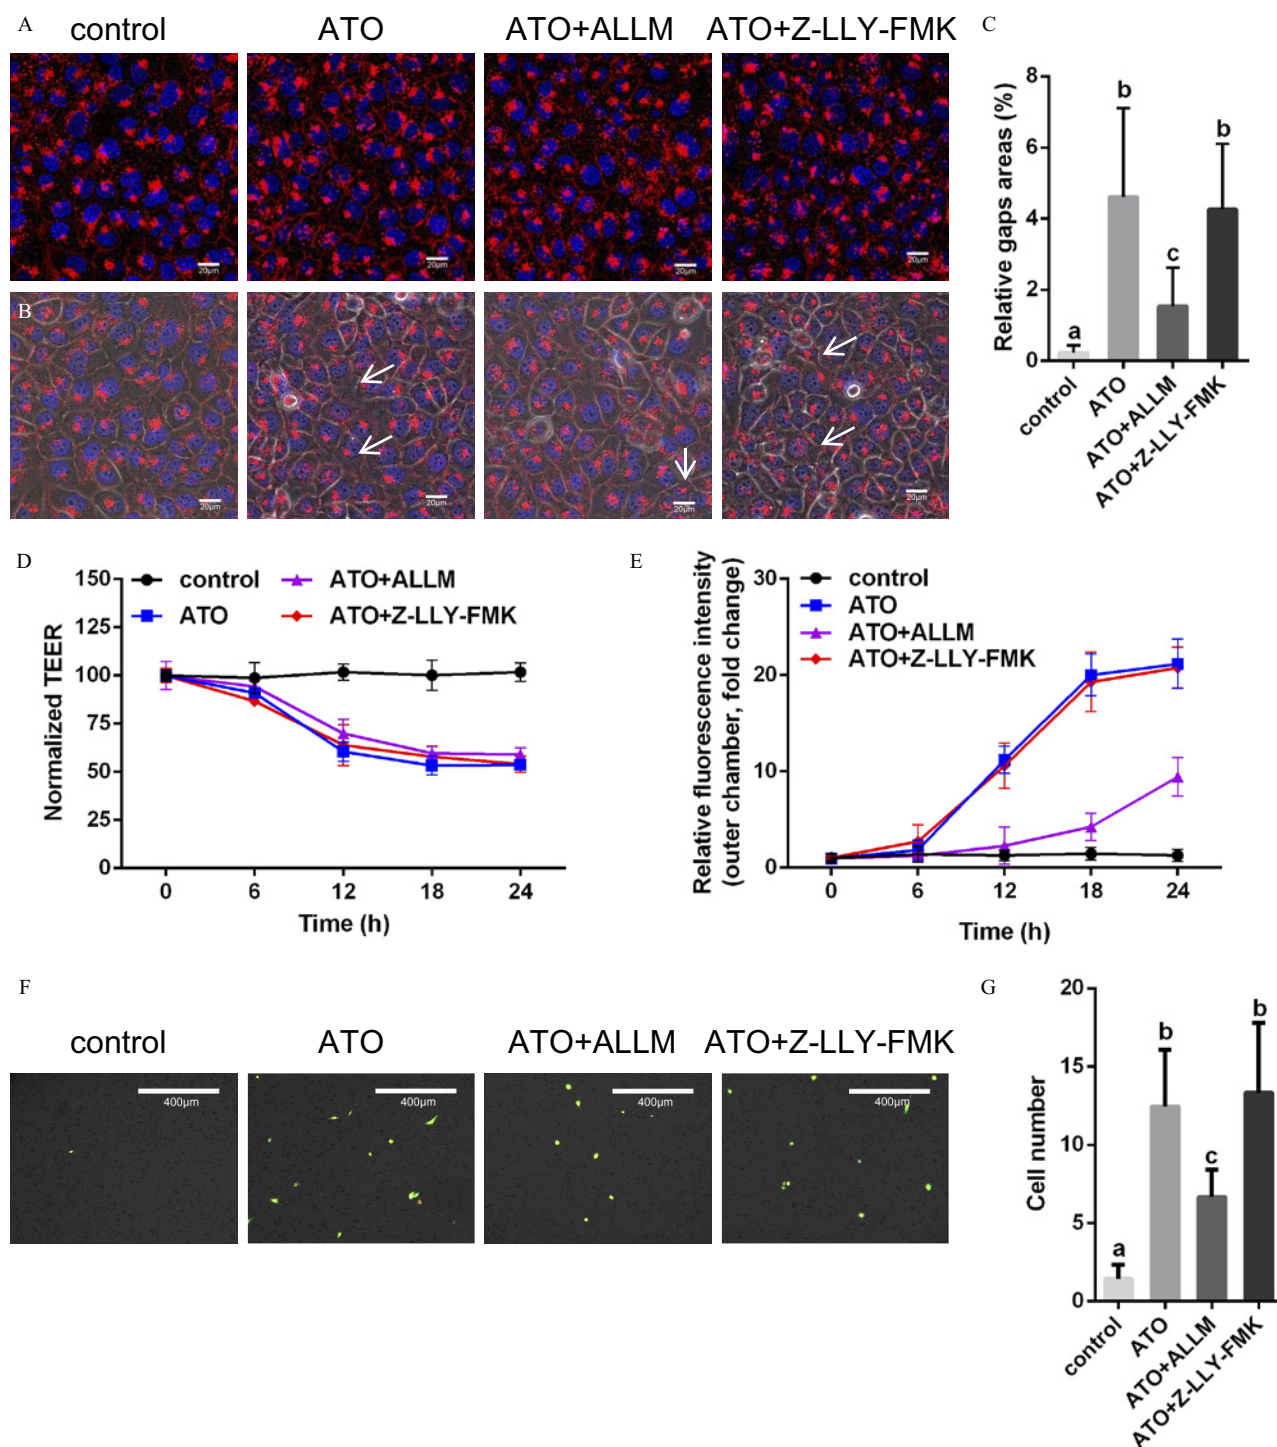 A
control ATO ATO+ALLM ATO+Z-LLY-FMK
20µm 20µm 20µm 20µm
B
20µm 20µm 20µm 20µm
C
Relative gaps areas (%)
8
6
4
2
0
a b c b
control ATO ATO+ALLM ATO+Z-LLY-FMK
D
control ATO+ALLM
ATO ATO+Z-LLY-FMK
Normalized TEER
150
125
100
75
50
25
0
0 6 12 18 24
Time (h)
E
control
ATO
ATO+ALLM
ATO+Z-LLY-FMK
Relative fluorescence intensity
(outer chamber, fold change)
30
20
10
0
0 6 12 18 24
Time (h)
F
control ATO ATO+ALLM ATO+Z-LLY-FMK
400µm 400µm 400µm 400µm
G
Cell number
20
15
10
5
0
a b c b
control ATO ATO+ALLM ATO+Z-LLY-FMK